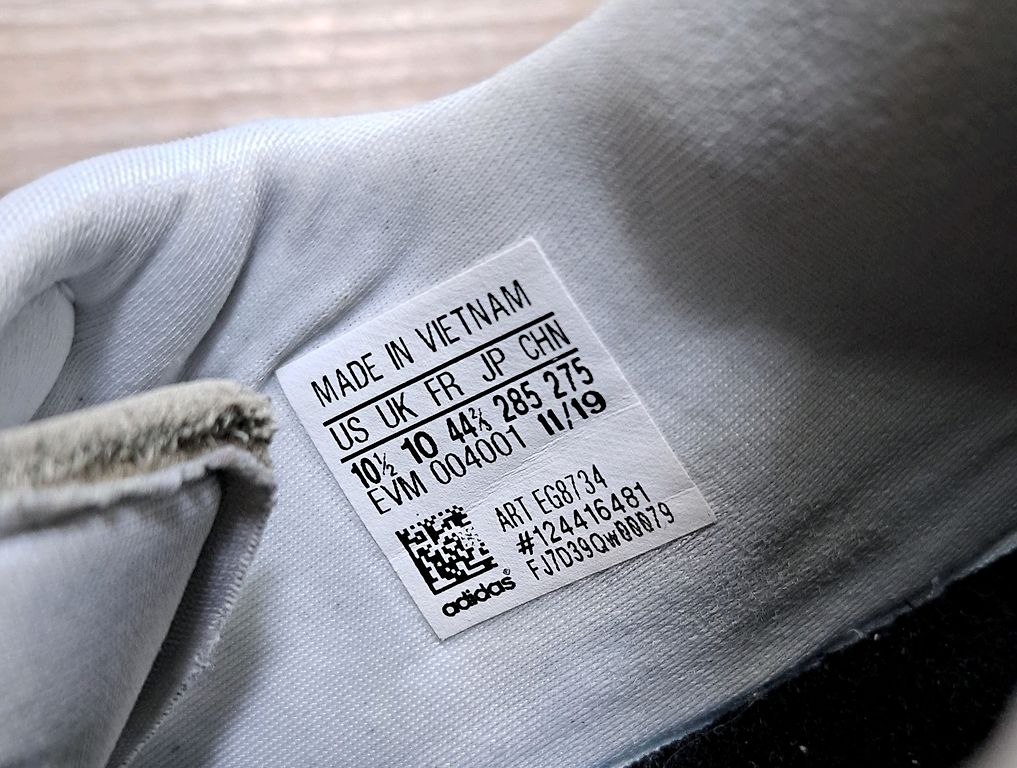 MADE IN VIETNAM
US UK FR JP CHN
10½ 10 44⅔ 285 275
EVM 004001 11/19
ART EG8734
#124416481
FJ7D39Qw00079
adidas®